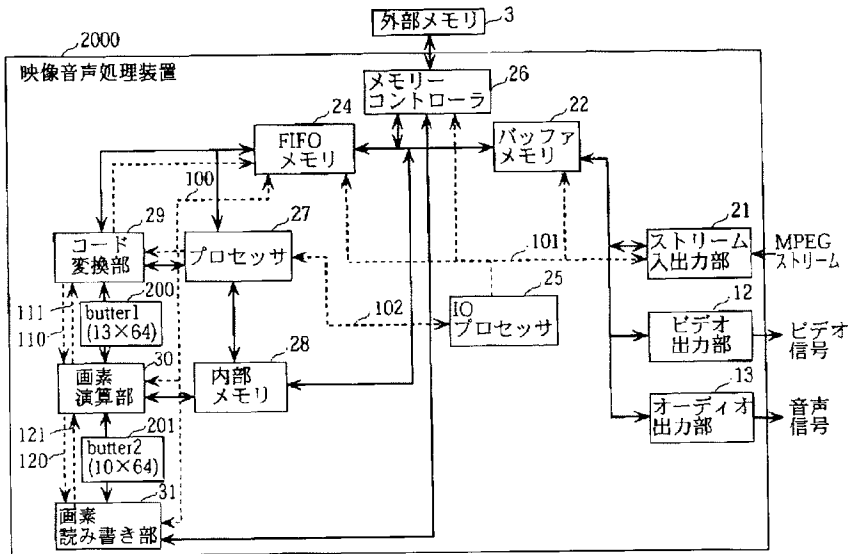 外部メモリ
3
2000
映像音声処理装置
メモリー
コントローラ
26
24
FIFO
メモリ
22
バッファ
メモリ
100
29
コード
変換部
27
プロセッサ
101
21
ストリーム
入出力部
MPEG
ストリーム
25
IO
プロセッサ
102
111
110
200
butter1
(13×64)
12
ビデオ
出力部
ビデオ
信号
30
画素
演算部
28
内部
メモリ
13
オーディオ
出力部
音声
信号
121
120
201
butter2
(10×64)
31
画素
読み書き部